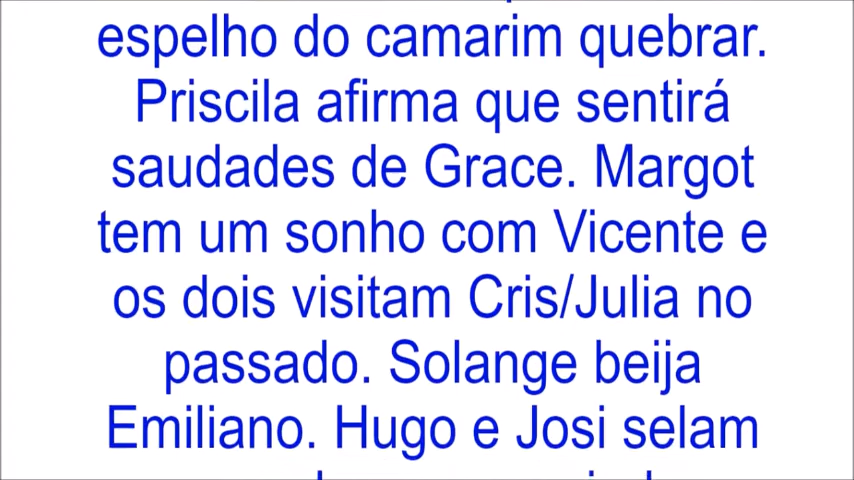 espelho do camarim quebrar.
Priscila afirma que sentirá
saudades de Grace. Margot
tem um sonho com Vicente e
os dois visitam Cris/Julia no
passado. Solange beija
Emiliano. Hugo e Josi selam